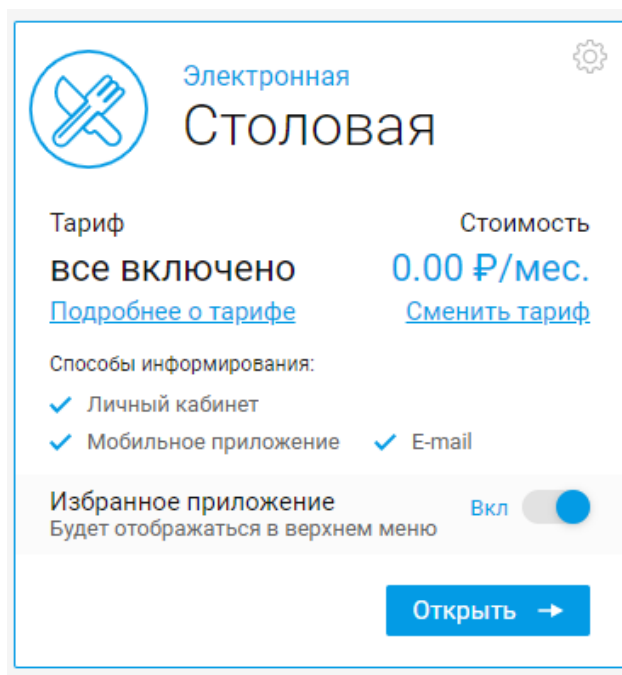 Электронная
Столовая
Тариф Стоимость
все включено 0.00 ₽/мес.
Подробнее о тарифе Сменить тариф
Способы информирования:
Личный кабинет
Мобильное приложение E-mail
Избранное приложение
Вкл
Будет отображаться в верхнем меню
Открыть →